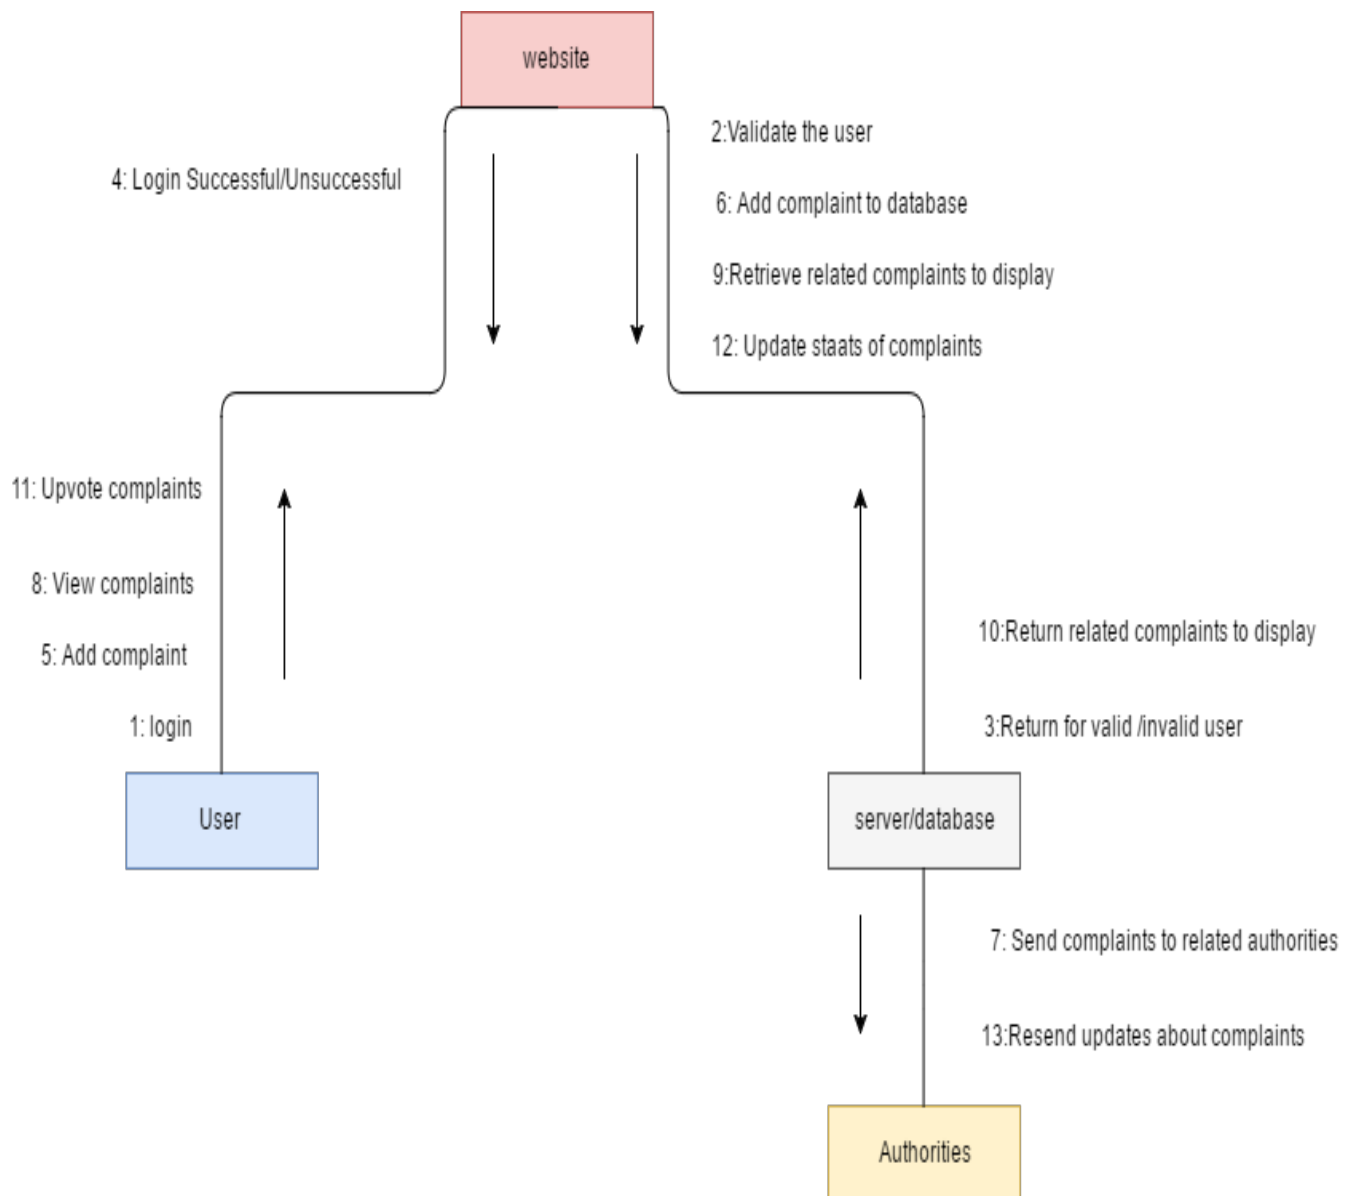 website
2:Validate the user
4: Login Successful/Unsuccessful
6: Add complaint to database
9:Retrieve related complaints to display
12: Update staats of complaints
11: Upvote complaints
8: View complaints
10:Return related complaints to display
5: Add complaint
1: login
3:Return for valid /invalid user
User
server/database
7: Send complaints to related authorities
13:Resend updates about complaints
Authorities